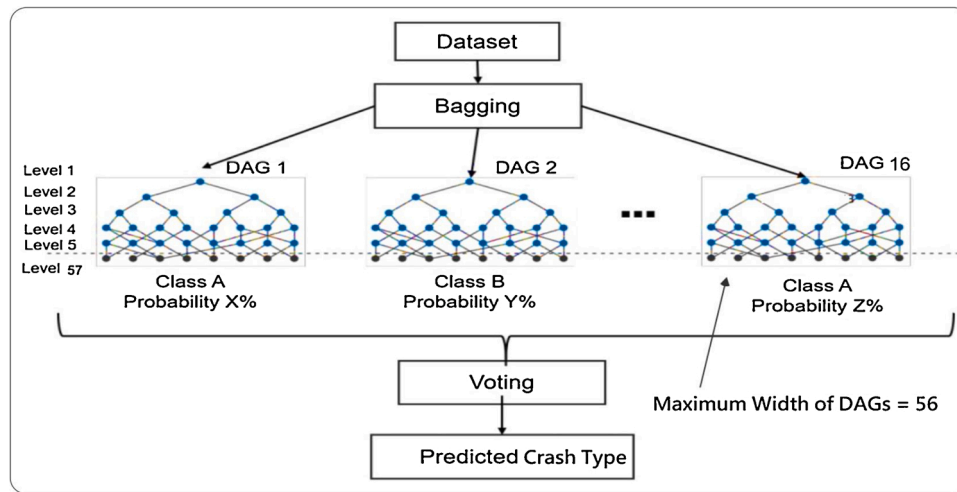 Dataset
Bagging
Level 1
DAG 1
DAG 2
DAG 16
Level 2
3
Level 3
Level 4
Level 5
Level 57
Class A
Probability X%
Class B
Probability Y%
Class A
Probability Z%
Voting
Maximum Width of DAGs = 56
Predicted Crash Type